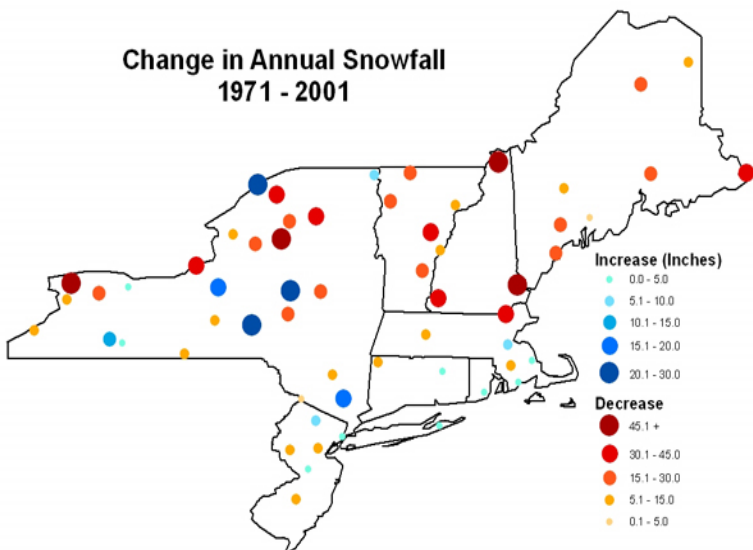 Change in Annual Snowfall
1971 - 2001
Increase (Inches)
0.0 - 5.0
5.1 - 10.0
10.1 - 15.0
15.1 - 20.0
20.1 - 30.0
Decrease
45.1 +
30.1 - 45.0
15.1 - 30.0
5.1 - 15.0
0.1 - 5.0